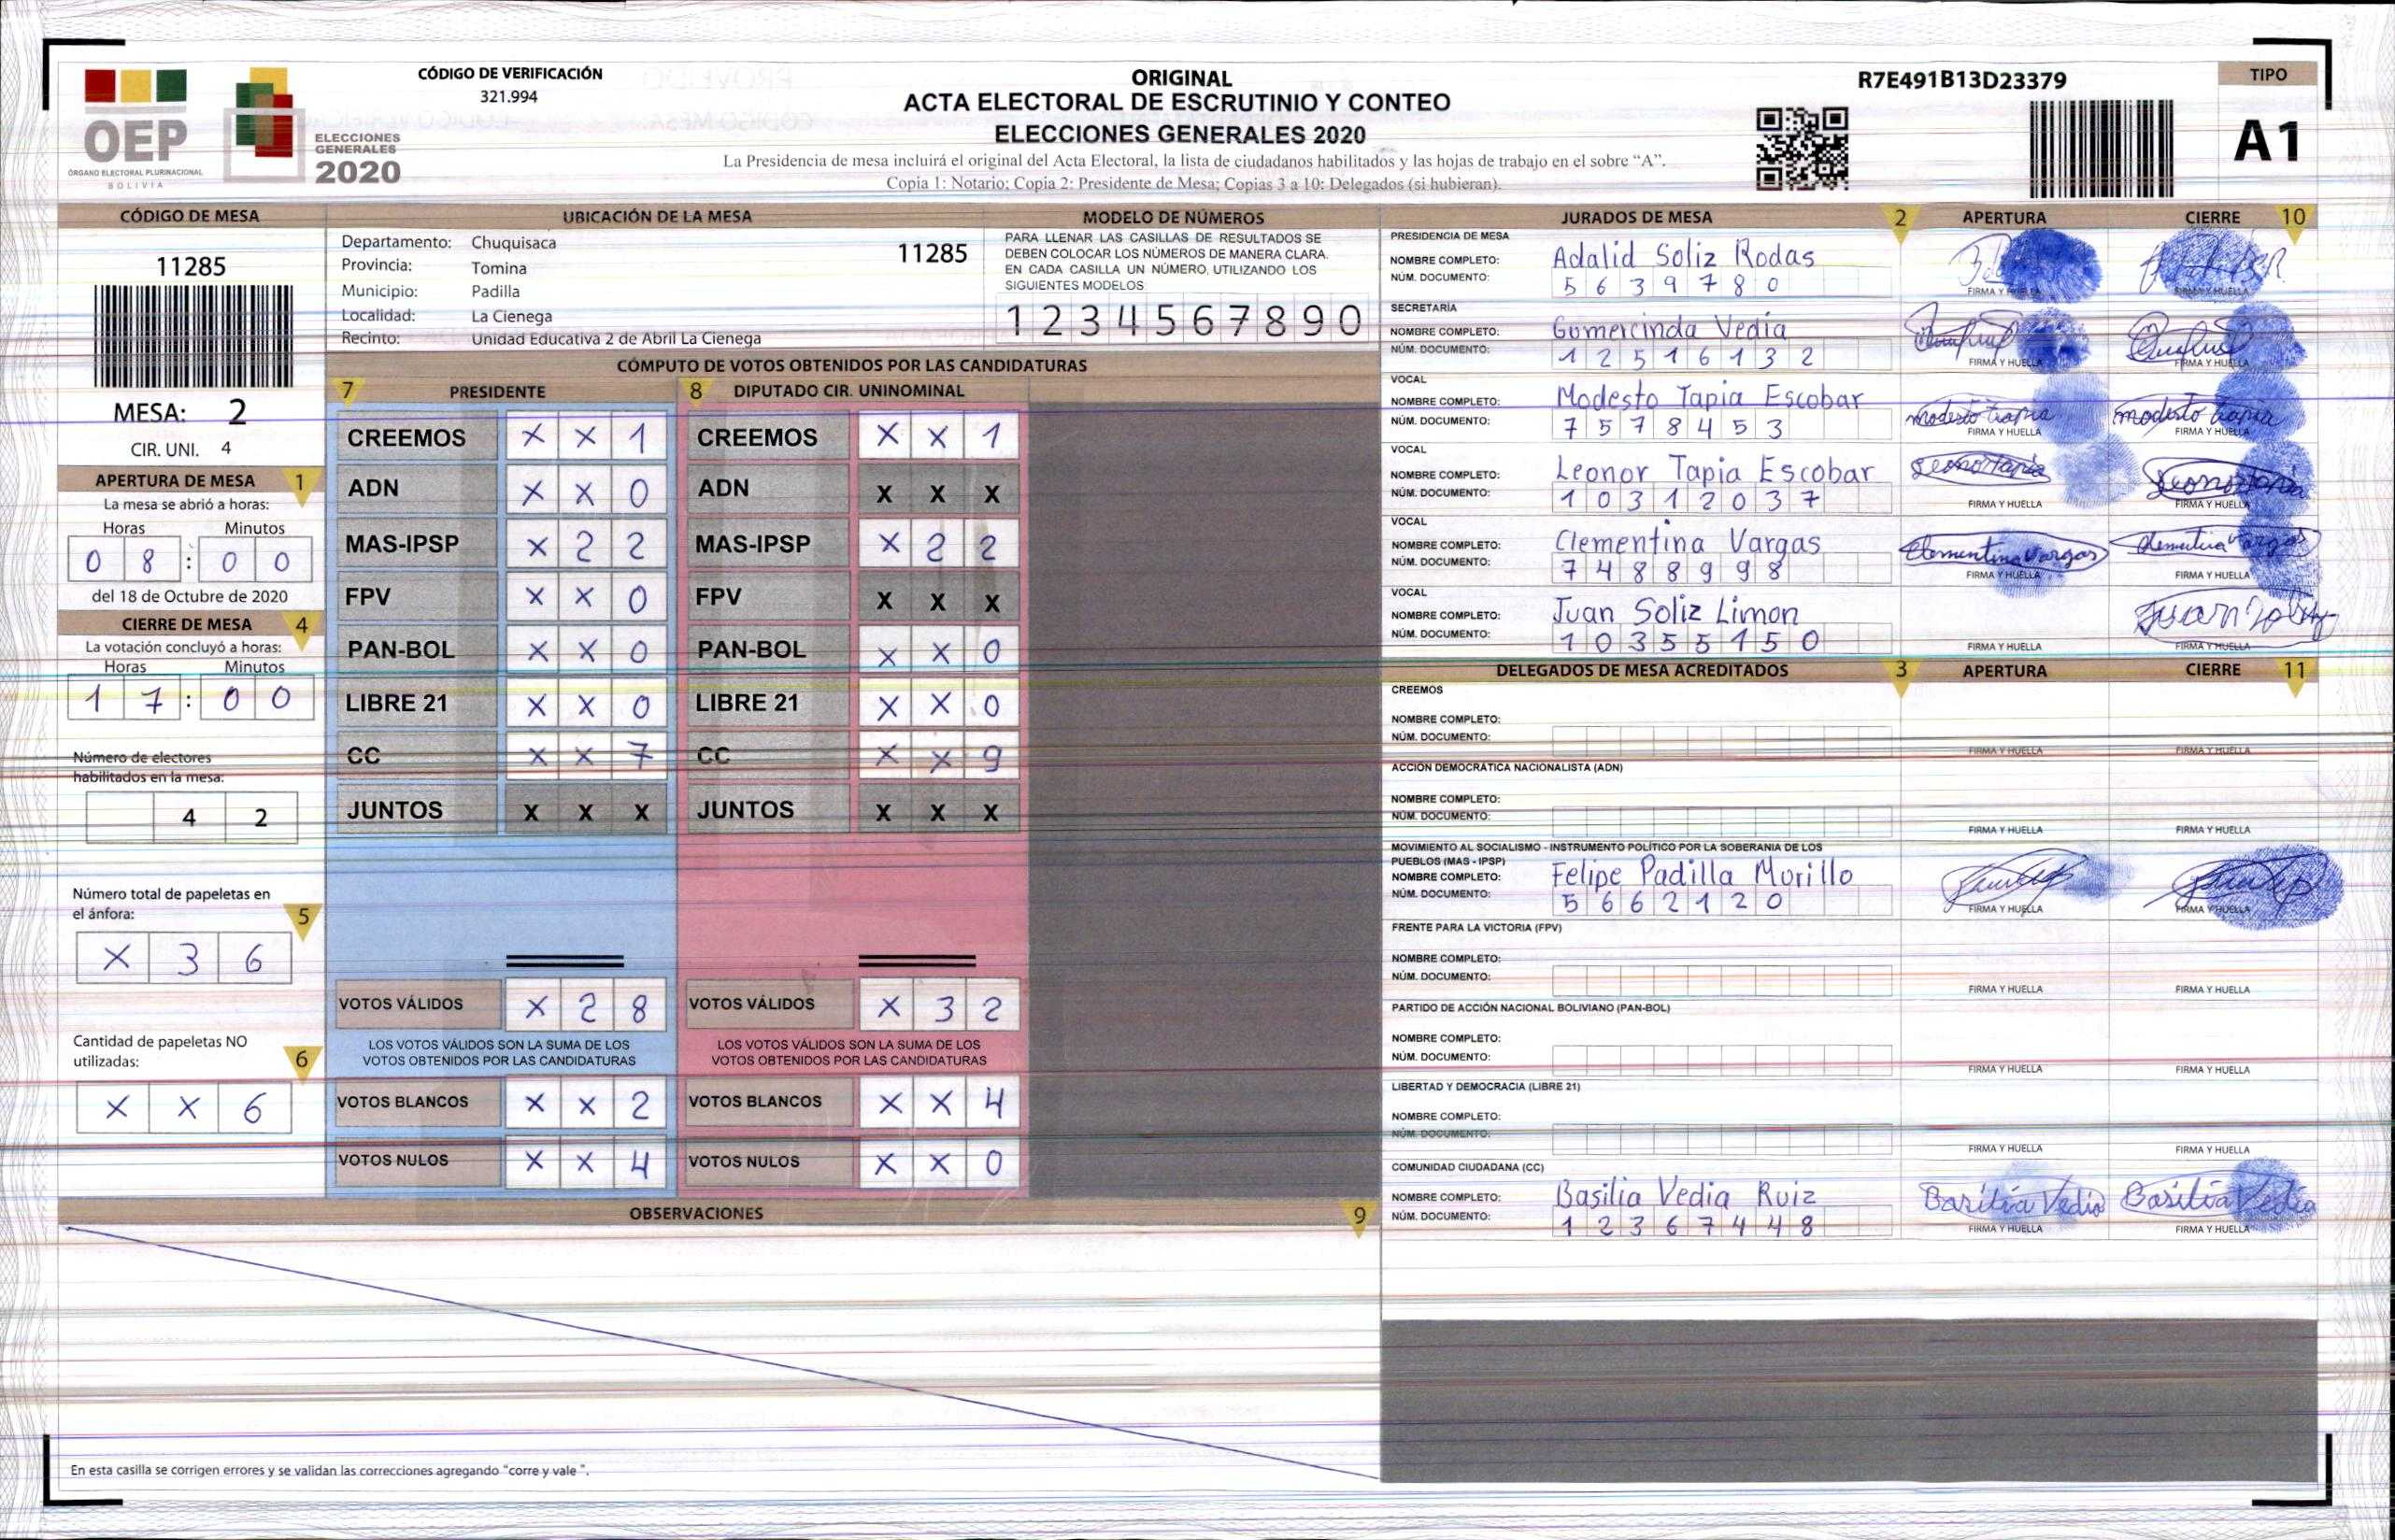 CÓDIGO DE VERIFICACIÓN
321.994
ORIGINAL
ACTA ELECTORAL DE ESCRUTINIO Y CONTEO
ELECCIONES GENERALES 2020
La Presidencia de mesa incluirá el original del Acta Electoral, la lista de ciudadanos habilitados y las hojas de trabajo en el sobre “A”.
Copia 1: Notario; Copia 2: Presidente de Mesa; Copias 3 a 10: Delegados (si hubieran).
R7E491B13D23379
TIPO
A1
OEP
ÓRGANO ELECTORAL PLURINACIONAL
BOLIVIA
ELECCIONES
GENERALES
2020
CÓDIGO DE MESA
11285
MESA: 2
CIR. UNI. 4
APERTURA DE MESA 1
La mesa se abrió a horas:
Horas Minutos
0 8 : 0 0
del 18 de Octubre de 2020
CIERRE DE MESA 4
La votación concluyó a horas:
Horas Minutos
1 7 : 0 0
Número de electores
habilitados en la mesa:
4 2
Número total de papeletas en
el ánfora: 5
X 3 6
Cantidad de papeletas NO
utilizadas: 6
X X 6
UBICACIÓN DE LA MESA
Departamento: Chuquisaca 11285
Provincia: Tomina
Municipio: Padilla
Localidad: La Cienega
Recinto: Unidad Educativa 2 de Abril La Cienega
MODELO DE NÚMEROS
PARA LLENAR LAS CASILLAS DE RESULTADOS SE
DEBEN COLOCAR LOS NÚMEROS DE MANERA CLARA.
EN CADA CASILLA UN NÚMERO, UTILIZANDO LOS
SIGUIENTES MODELOS
1 2 3 4 5 6 7 8 9 0
CÓMPUTO DE VOTOS OBTENIDOS POR LAS CANDIDATURAS
7 PRESIDENTE 8 DIPUTADO CIR. UNINOMINAL
CREEMOS X X 1 CREEMOS X X 1
ADN X X 0 ADN X X X
MAS-IPSP X 2 2 MAS-IPSP X 2 2
FPV X X 0 FPV X X X
PAN-BOL X X 0 PAN-BOL X X 0
LIBRE 21 X X 0 LIBRE 21 X X 0
CC X X 7 CC X X 9
JUNTOS X X X JUNTOS X X X
VOTOS VÁLIDOS X 2 8 VOTOS VÁLIDOS X 3 2
LOS VOTOS VÁLIDOS SON LA SUMA DE LOS LOS VOTOS VÁLIDOS SON LA SUMA DE LOS
VOTOS OBTENIDOS POR LAS CANDIDATURAS VOTOS OBTENIDOS POR LAS CANDIDATURAS
VOTOS BLANCOS X X 2 VOTOS BLANCOS X X 4
VOTOS NULOS X X 4 VOTOS NULOS X X 0
OBSERVACIONES 9
En esta casilla se corrigen errores y se validan las correcciones agregando "corre y vale ".
JURADOS DE MESA 2 APERTURA CIERRE 10
PRESIDENCIA DE MESA
NOMBRE COMPLETO: Adalid Soliz Rodas
NÚM. DOCUMENTO: 5 6 3 9 7 8 0
FIRMA Y HUELLA FIRMA Y HUELLA
SECRETARÍA
NOMBRE COMPLETO: Gumercinda Vedia
NÚM. DOCUMENTO: 1 2 5 1 6 1 3 2
FIRMA Y HUELLA FIRMA Y HUELLA
VOCAL
NOMBRE COMPLETO: Modesto Tapia Escobar modesto tapia modesto tapia
NÚM. DOCUMENTO: 7 5 7 8 4 5 3
FIRMA Y HUELLA FIRMA Y HUELLA
VOCAL
NOMBRE COMPLETO: Leonor Tapia Escobar
NÚM. DOCUMENTO: 1 0 3 1 2 0 3 7
FIRMA Y HUELLA FIRMA Y HUELLA
VOCAL
NOMBRE COMPLETO: Clementina Vargas Clementina Vargas
NÚM. DOCUMENTO: 7 4 8 8 9 9 8
FIRMA Y HUELLA FIRMA Y HUELLA
VOCAL
NOMBRE COMPLETO: Juan Soliz Limon
NÚM. DOCUMENTO: 1 0 3 5 5 1 5 0
FIRMA Y HUELLA FIRMA Y HUELLA
DELEGADOS DE MESA ACREDITADOS 3 APERTURA CIERRE 11
CREEMOS
NOMBRE COMPLETO:
NÚM. DOCUMENTO:
FIRMA Y HUELLA FIRMA Y HUELLA
ACCIÓN DEMOCRÁTICA NACIONALISTA (ADN)
NOMBRE COMPLETO:
NÚM. DOCUMENTO:
FIRMA Y HUELLA FIRMA Y HUELLA
MOVIMIENTO AL SOCIALISMO - INSTRUMENTO POLÍTICO POR LA SOBERANIA DE LOS
PUEBLOS (MAS - IPSP)
NOMBRE COMPLETO: Felipe Padilla Murillo
NÚM. DOCUMENTO: 5 6 6 2 1 2 0
FIRMA Y HUELLA FIRMA Y HUELLA
FRENTE PARA LA VICTORIA (FPV)
NOMBRE COMPLETO:
NÚM. DOCUMENTO:
FIRMA Y HUELLA FIRMA Y HUELLA
PARTIDO DE ACCIÓN NACIONAL BOLIVIANO (PAN-BOL)
NOMBRE COMPLETO:
NÚM. DOCUMENTO:
FIRMA Y HUELLA FIRMA Y HUELLA
LIBERTAD Y DEMOCRACIA (LIBRE 21)
NOMBRE COMPLETO:
NÚM. DOCUMENTO:
FIRMA Y HUELLA FIRMA Y HUELLA
COMUNIDAD CIUDADANA (CC)
NOMBRE COMPLETO: Basilia Vedia Ruiz Basilia Vedia Basilia Vedia
NÚM. DOCUMENTO: 1 2 3 6 7 4 4 8
FIRMA Y HUELLA FIRMA Y HUELLA